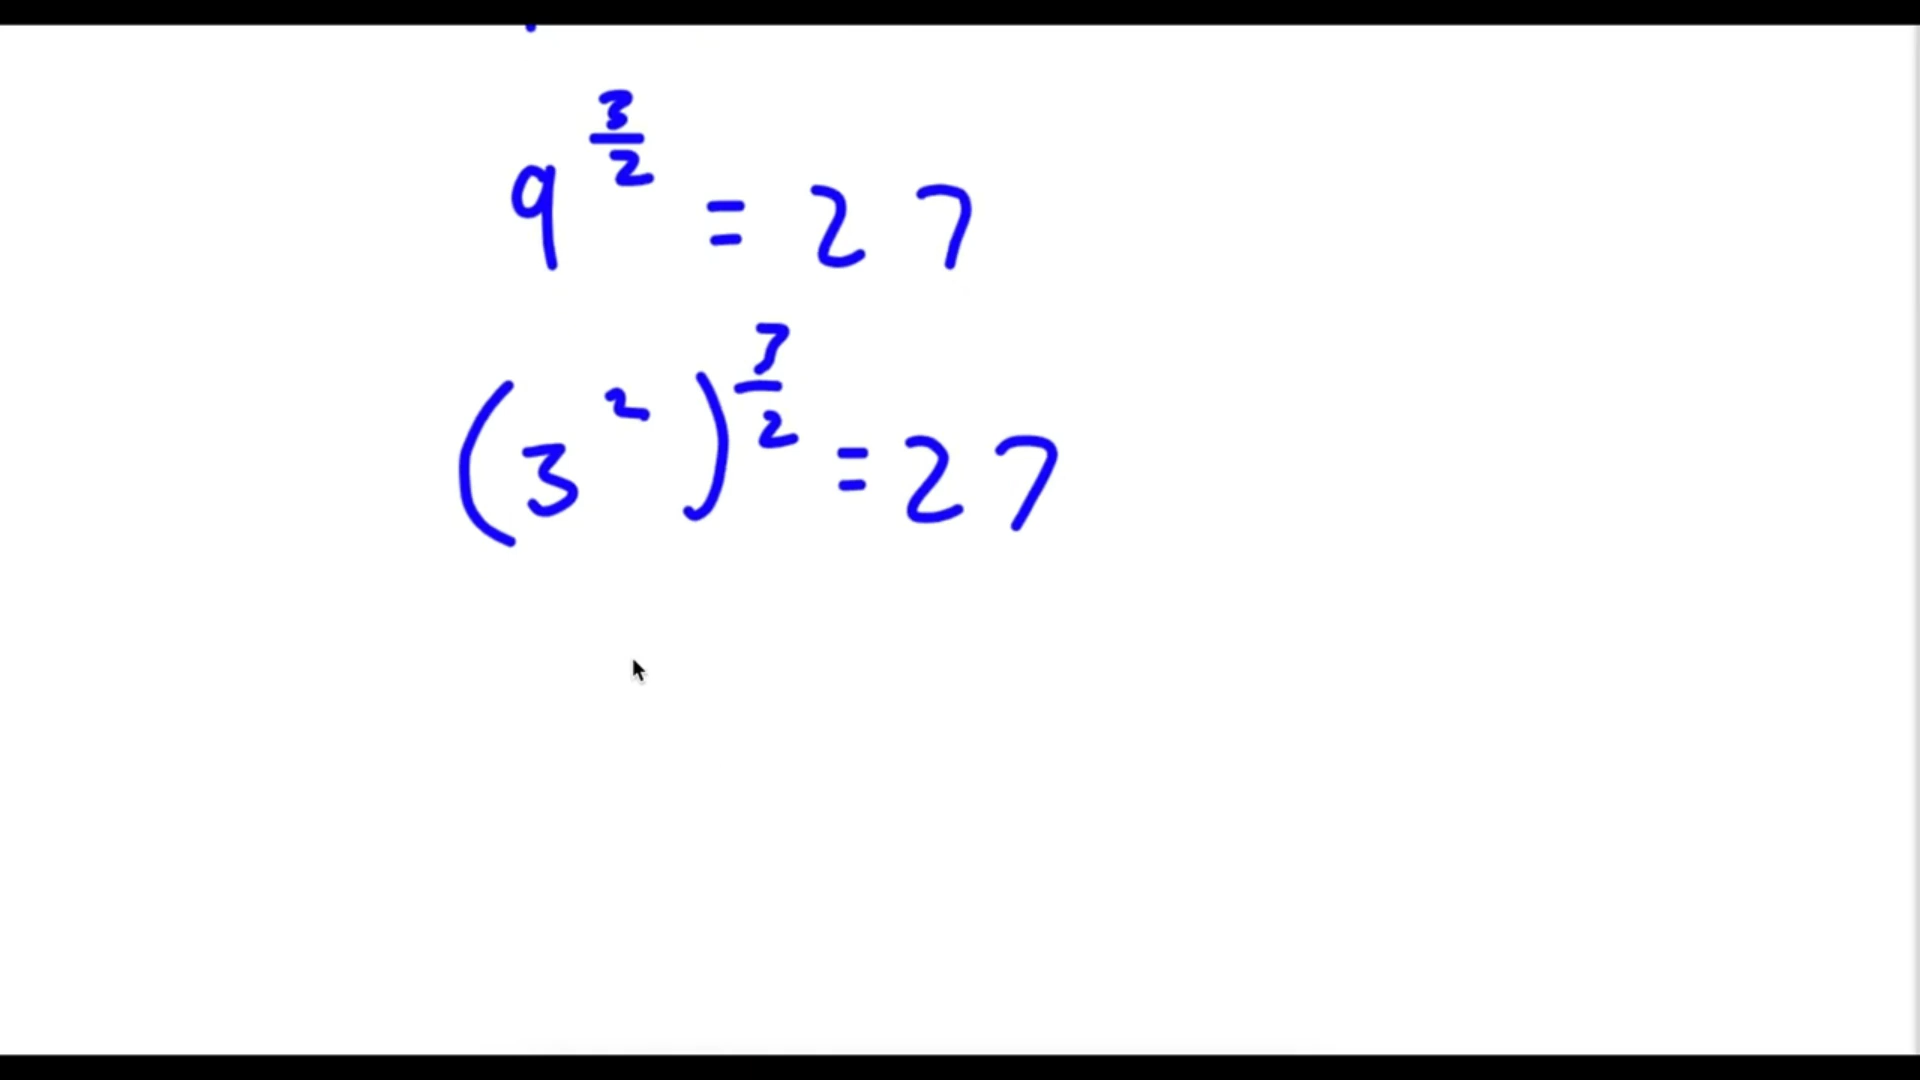 9^{3/2} = 27
(3^2)^{3/2} = 27